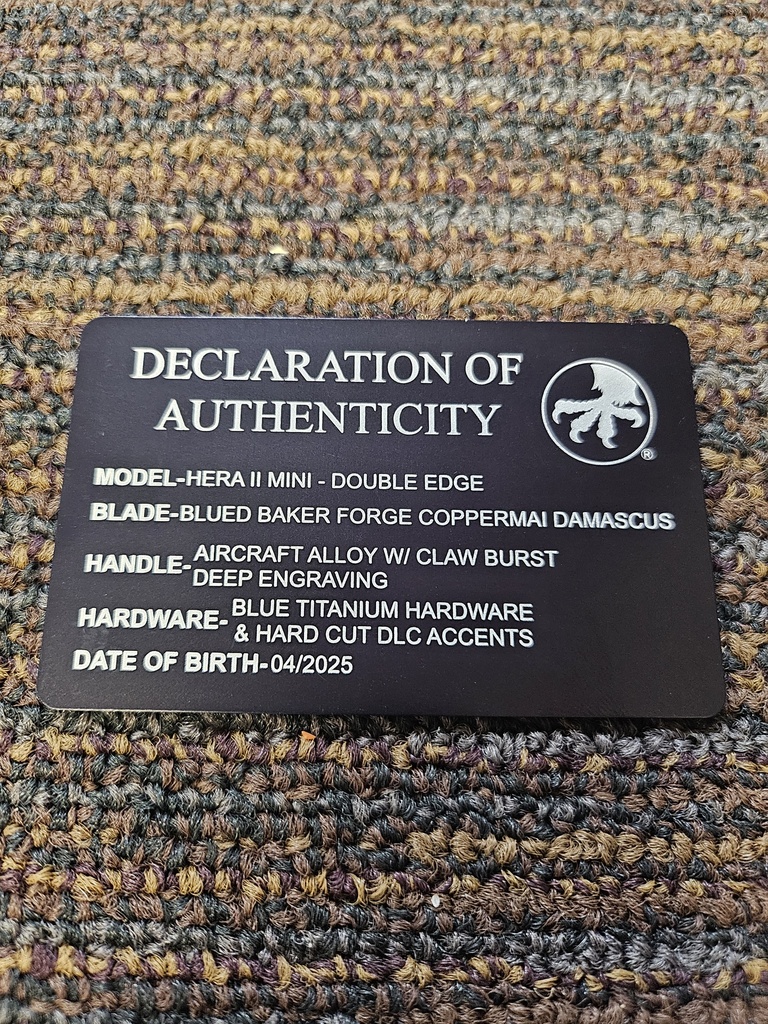 DECLARATION OF
AUTHENTICITY
®
MODEL-HERA II MINI - DOUBLE EDGE
BLADE-BLUED BAKER FORGE COPPERMAI DAMASCUS
HANDLE-AIRCRAFT ALLOY W/ CLAW BURST
DEEP ENGRAVING
HARDWARE-BLUE TITANIUM HARDWARE
& HARD CUT DLC ACCENTS
DATE OF BIRTH-04/2025